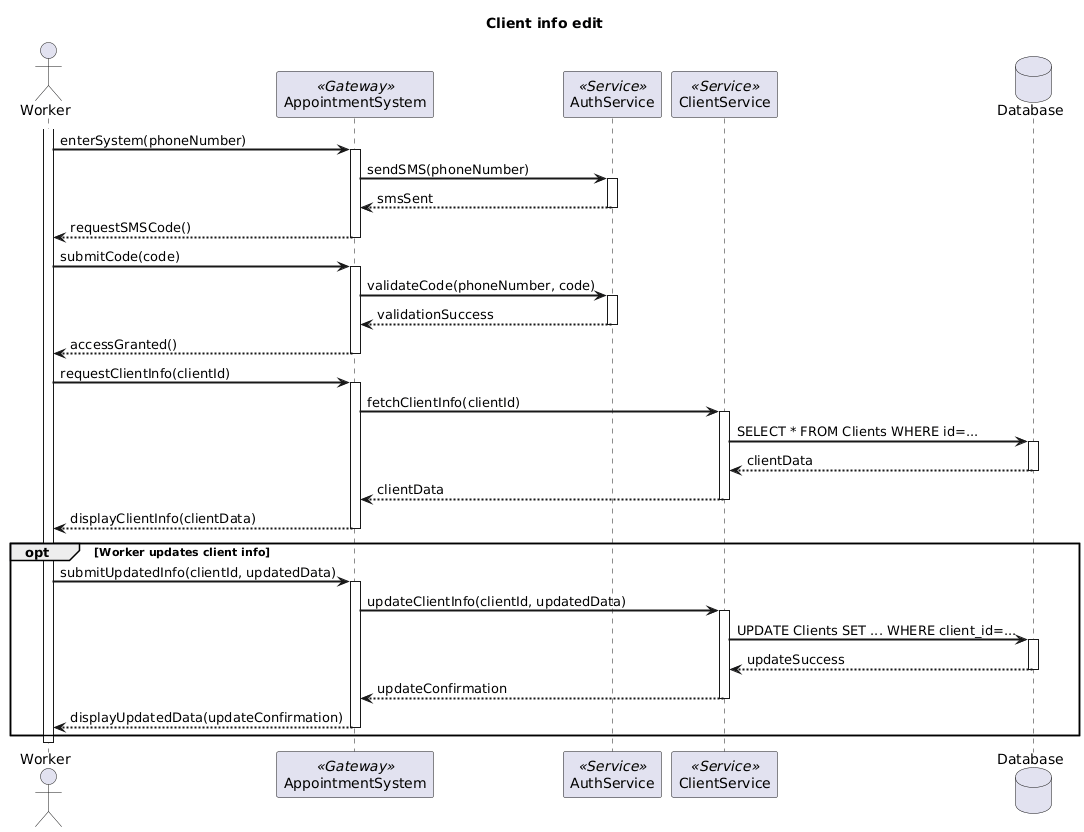 Client info edit
Worker
«Gateway»
AppointmentSystem
«Service»
AuthService
«Service»
ClientService
Database
enterSystem(phoneNumber)
sendSMS(phoneNumber)
smsSent
requestSMSCode()
submitCode(code)
validateCode(phoneNumber, code)
validationSuccess
accessGranted()
requestClientInfo(clientId)
fetchClientInfo(clientId)
SELECT * FROM Clients WHERE id=...
clientData
clientData
displayClientInfo(clientData)
opt [Worker updates client info]
submitUpdatedInfo(clientId, updatedData)
updateClientInfo(clientId, updatedData)
UPDATE Clients SET ... WHERE client_id=...
updateSuccess
updateConfirmation
displayUpdatedData(updateConfirmation)
Worker
«Gateway»
AppointmentSystem
«Service»
AuthService
«Service»
ClientService
Database